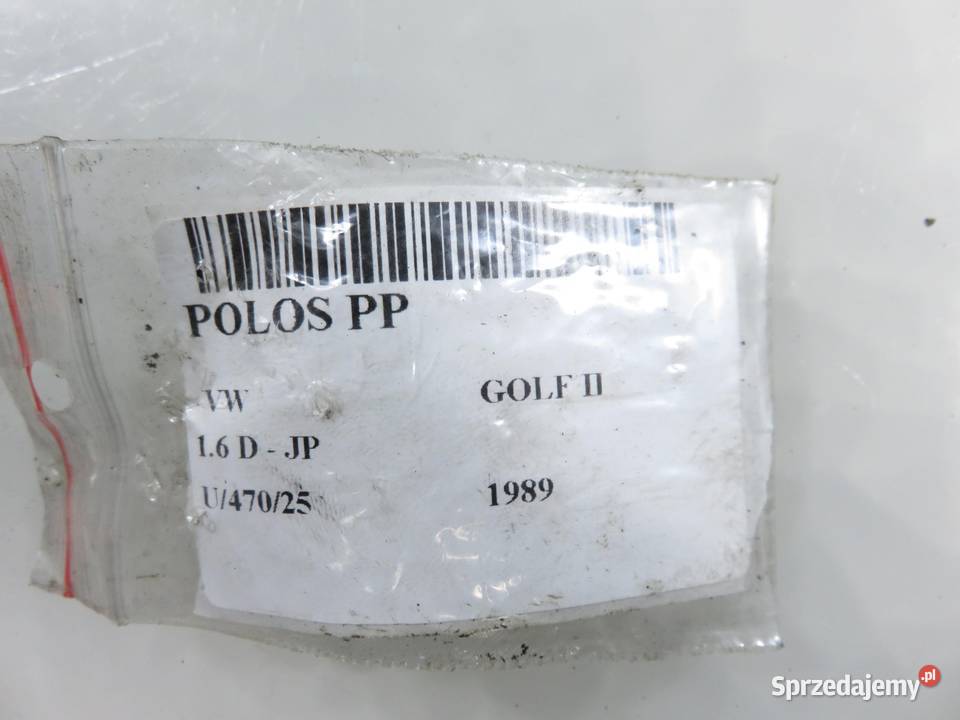 POLOS PP
VW GOLF II
1.6 D - JP
U/470/25 1989
Sprzedajemy.pl